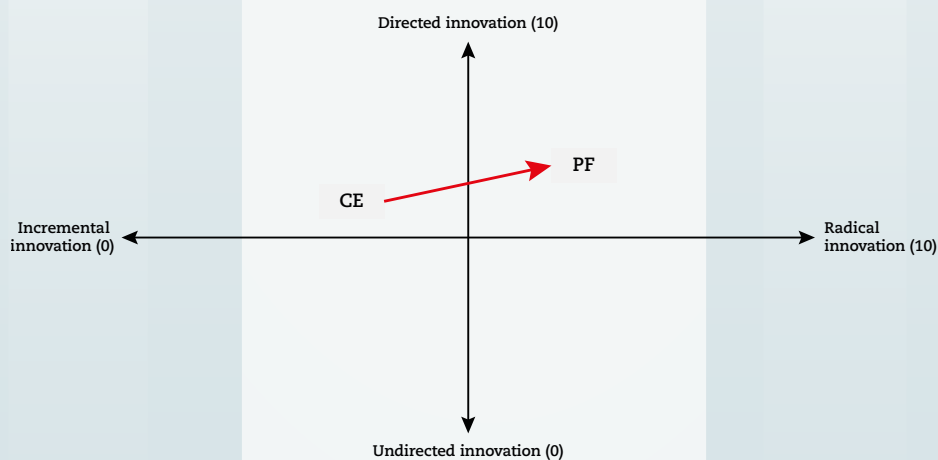 Directed innovation (10)
PF
CE
Incremental
innovation (0)
Radical
innovation (10)
Undirected innovation (0)